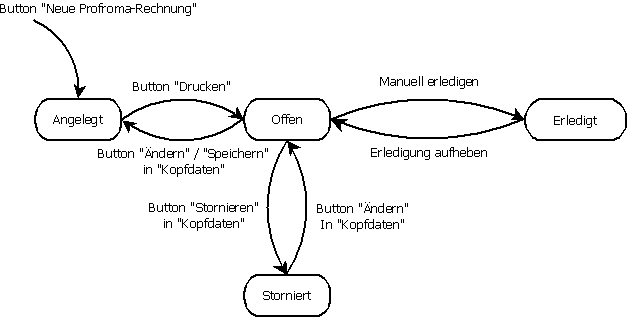 Button "Neue Profroma-Rechnung"
Button "Drucken"
Manuell erledigen
Angelegt
Offen
Erledigt
Button "Ändern" / "Speichern"
in "Kopfdaten"
Erledigung aufheben
Button "Stornieren"
in "Kopfdaten"
Button "Ändern"
In "Kopfdaten"
Storniert